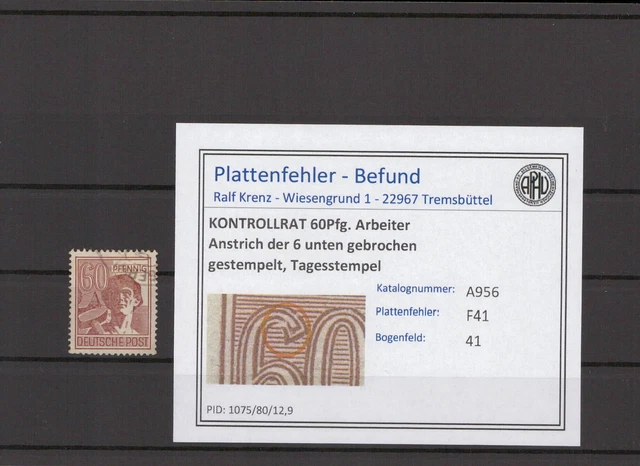 60
PFENNIG
DEUTSCHE POST
Plattenfehler - Befund
Ralf Krenz - Wiesengrund 1 - 22967 Tremsbüttel
KONTROLLRAT 60Pfg. Arbeiter
Anstrich der 6 unten gebrochen
gestempelt, Tagesstempel
Katalognummer: A956
Plattenfehler: F41
Bogenfeld: 41
PID: 1075/80/12,9